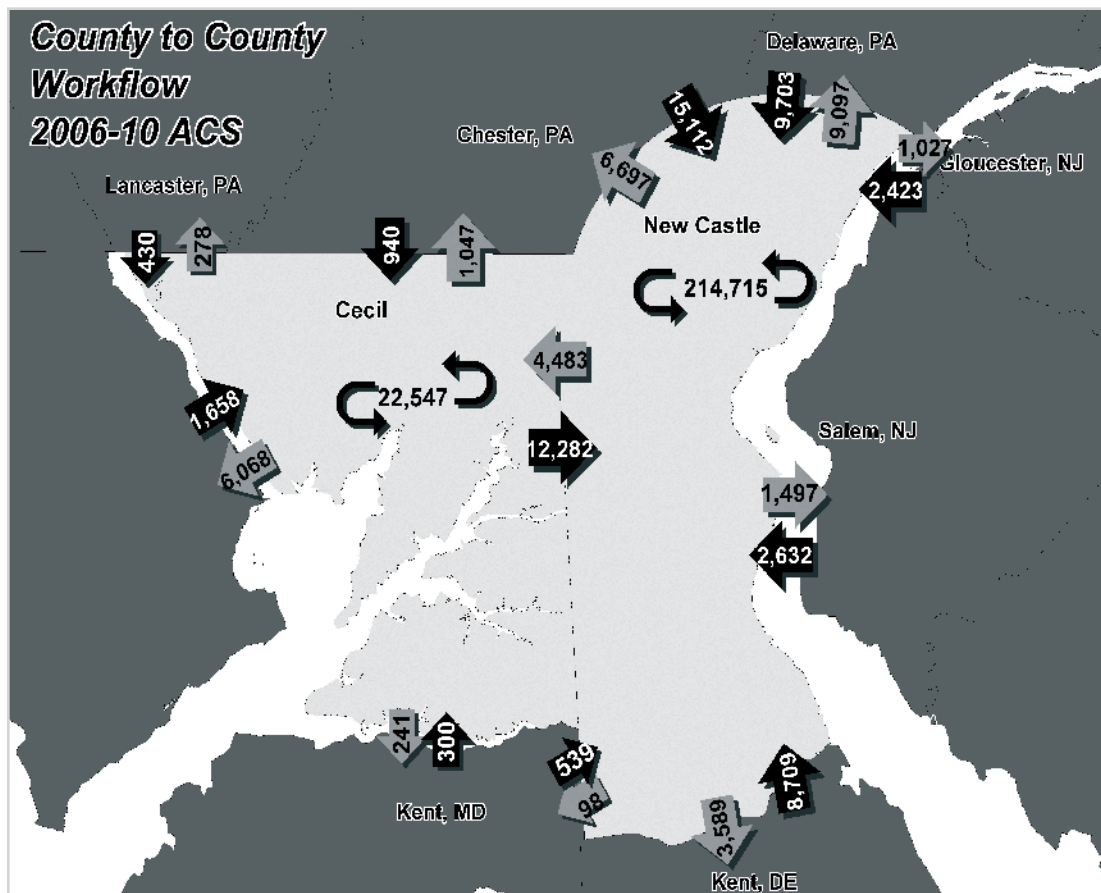 County to County
Workflow
2006-10 ACS
Delaware, PA
Chester, PA
Lancaster, PA
Gloucester, NJ
15,112
9,703
9,097
1,027
6,697
2,423
430
278
940
1,047
New Castle
214,715
Cecil
4,483
22,547
1,658
12,282
Salem, NJ
6,068
1,497
2,632
241
300
539
98
8,709
3,589
Kent, MD
Kent, DE